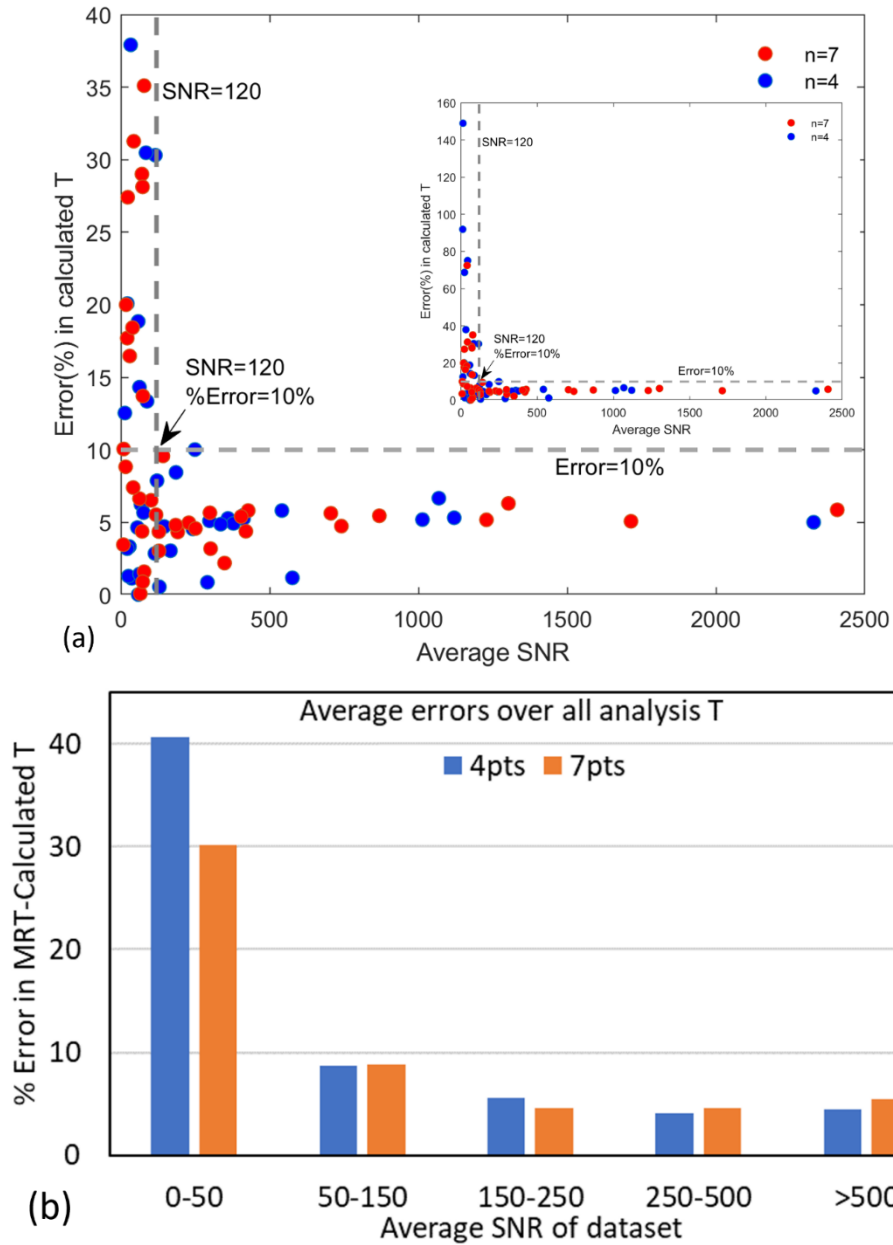 40
35
30
25
20
15
10
5
0
Error(%) in calculated T
0
500
1000
1500
2000
2500
Average SNR
n=7
n=4
SNR=120
SNR=120
%Error=10%
Error=10%
160
140
120
100
80
60
40
20
0
Error(%) in calculated T
0
500
1000
1500
2000
2500
Average SNR
n=7
n=4
SNR=120
SNR=120
%Error=10%
Error=10%
(a)
Average errors over all analysis T
4pts 7pts
40
30
20
10
0
% Error in MRT-Calculated T
0-50 50-150 150-250 250-500 >500
Average SNR of dataset
(b)